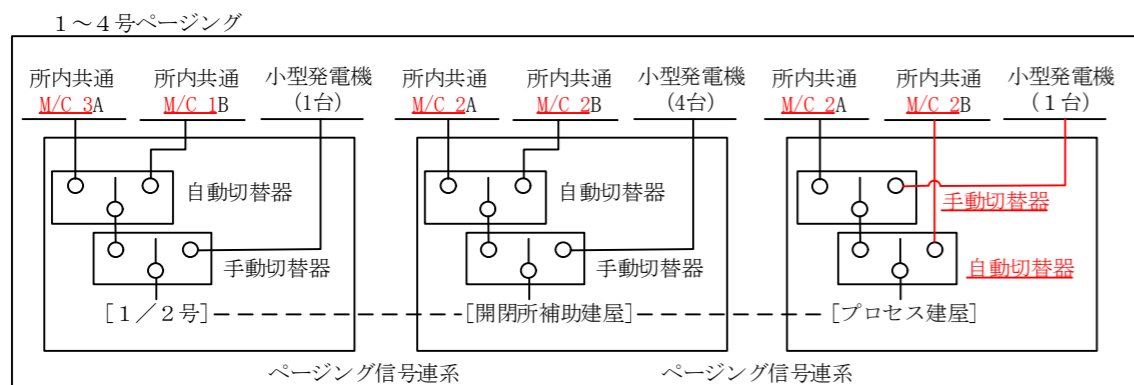 1～4号ページング
所内共通 所内共通 小型発電機 所内共通 所内共通 小型発電機 所内共通 所内共通 小型発電機
M/C 3A M/C 1B (1台) M/C 2A M/C 2B (4台) M/C 2A M/C 2B (1台)
自動切替器 自動切替器 手動切替器
手動切替器 手動切替器 自動切替器
[1／2号] [開閉所補助建屋] [プロセス建屋]
ページング信号連系 ページング信号連系